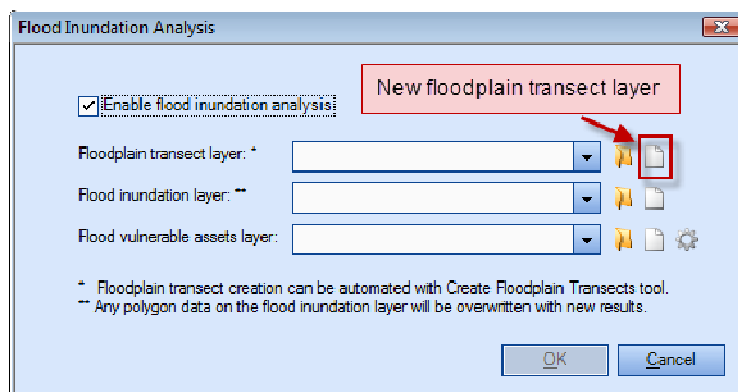 Flood Inundation Analysis
New floodplain transect layer
Enable flood inundation analysis
Floodplain transect layer: *
Flood inundation layer: **
Flood vulnerable assets layer:
* Floodplain transect creation can be automated with Create Floodplain Transects tool.
** Any polygon data on the flood inundation layer will be overwritten with new results.
OK
Cancel